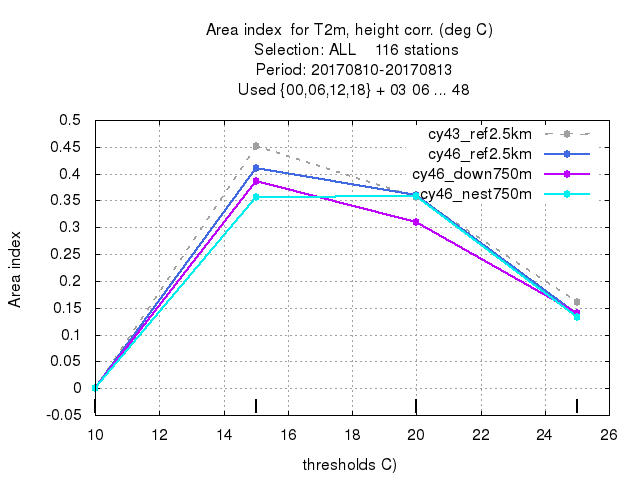 Area index  for T2m, height corr. (deg C)
Selection: ALL    116 stations
Period: 20170810-20170813
Used {00,06,12,18} + 03 06 ... 48
0.5
0.45
0.4
0.35
0.3
0.25
0.2
0.15
0.1
0.05
0
-0.05
Area index
cy43_ref2.5km
cy46_ref2.5km
cy46_down750m
cy46_nest750m
10 12 14 16 18 20 22 24 26
thresholds C)